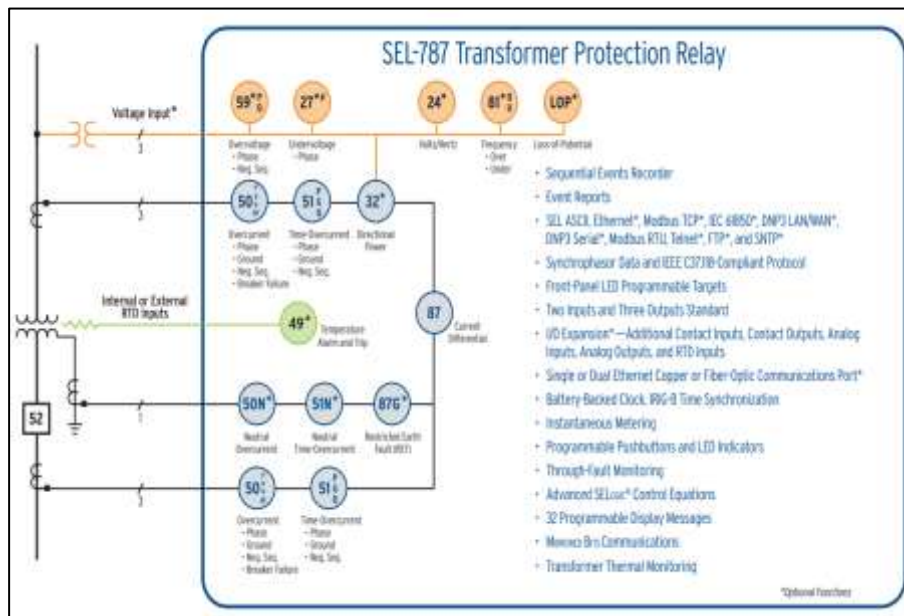 SEL-787 Transformer Protection Relay
59*
27*P
24*
81*
LOP*
Voltage Input*
3
Overvoltage
- Phase
- Neg. Seq.
Undervoltage
- Phase
Volts/Hertz
Frequency
- Over
- Under
Loss-of-Potential
50
51
32*
3
Overcurrent
- Phase
- Ground
- Neg. Seq.
- Breaker Failure
Time-Overcurrent
- Phase
- Ground
- Neg. Seq.
Directional
Power
Internal or External
RTD Inputs
49*
Temperature
Alarm and Trip
87
Current
Differential
50N*
51N*
87G*
1
Neutral
Overcurrent
Neutral
Time-Overcurrent
Restricted Earth
Fault (REF)
52
50
51
3
Overcurrent
- Phase
- Ground
- Neg. Seq.
- Breaker Failure
Time-Overcurrent
- Phase
- Ground
- Neg. Seq.
• Sequential Events Recorder
• Event Reports
• SEL ASCII, Ethernet*, Modbus TCP*, IEC 61850*, DNP3 LAN/WAN*,
DNP3 Serial*, Modbus RTU, Telnet*, FTP*, and SNTP*
• Synchrophasor Data and IEEE C37.118-Compliant Protocol
• Front-Panel LED Programmable Targets
• Two Inputs and Three Outputs Standard
• I/O Expansion*—Additional Contact Inputs, Contact Outputs, Analog
Inputs, Analog Outputs, and RTD inputs
• Single or Dual Ethernet Copper or Fiber-Optic Communications Port*
• Battery-Backed Clock, IRIG-B Time Synchronization
• Instantaneous Metering
• Programmable Pushbuttons and LED Indicators
• Through-Fault Monitoring
• Advanced SELOGIC® Control Equations
• 32 Programmable Display Messages
• MIRRORED BITS Communications
• Transformer Thermal Monitoring
*Optional Functions